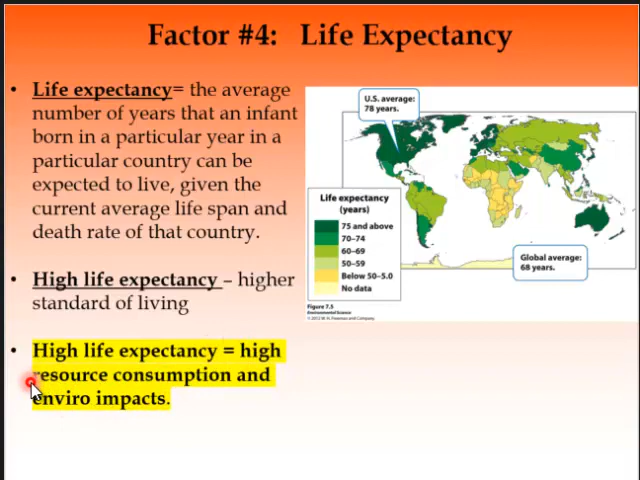 Factor #4: Life Expectancy
• Life expectancy= the average
number of years that an infant
born in a particular year in a
particular country can be
expected to live, given the
current average life span and
death rate of that country.
• High life expectancy – higher
standard of living
• High life expectancy = high
resource consumption and
enviro impacts.
U.S. average:
78 years.
Life expectancy
(years)
75 and above
70–74
60–69
50–59
Below 50–5.0
No data
Global average:
68 years.
Figure 7.5
Environmental Science
© 2012 W. H. Freeman and Company